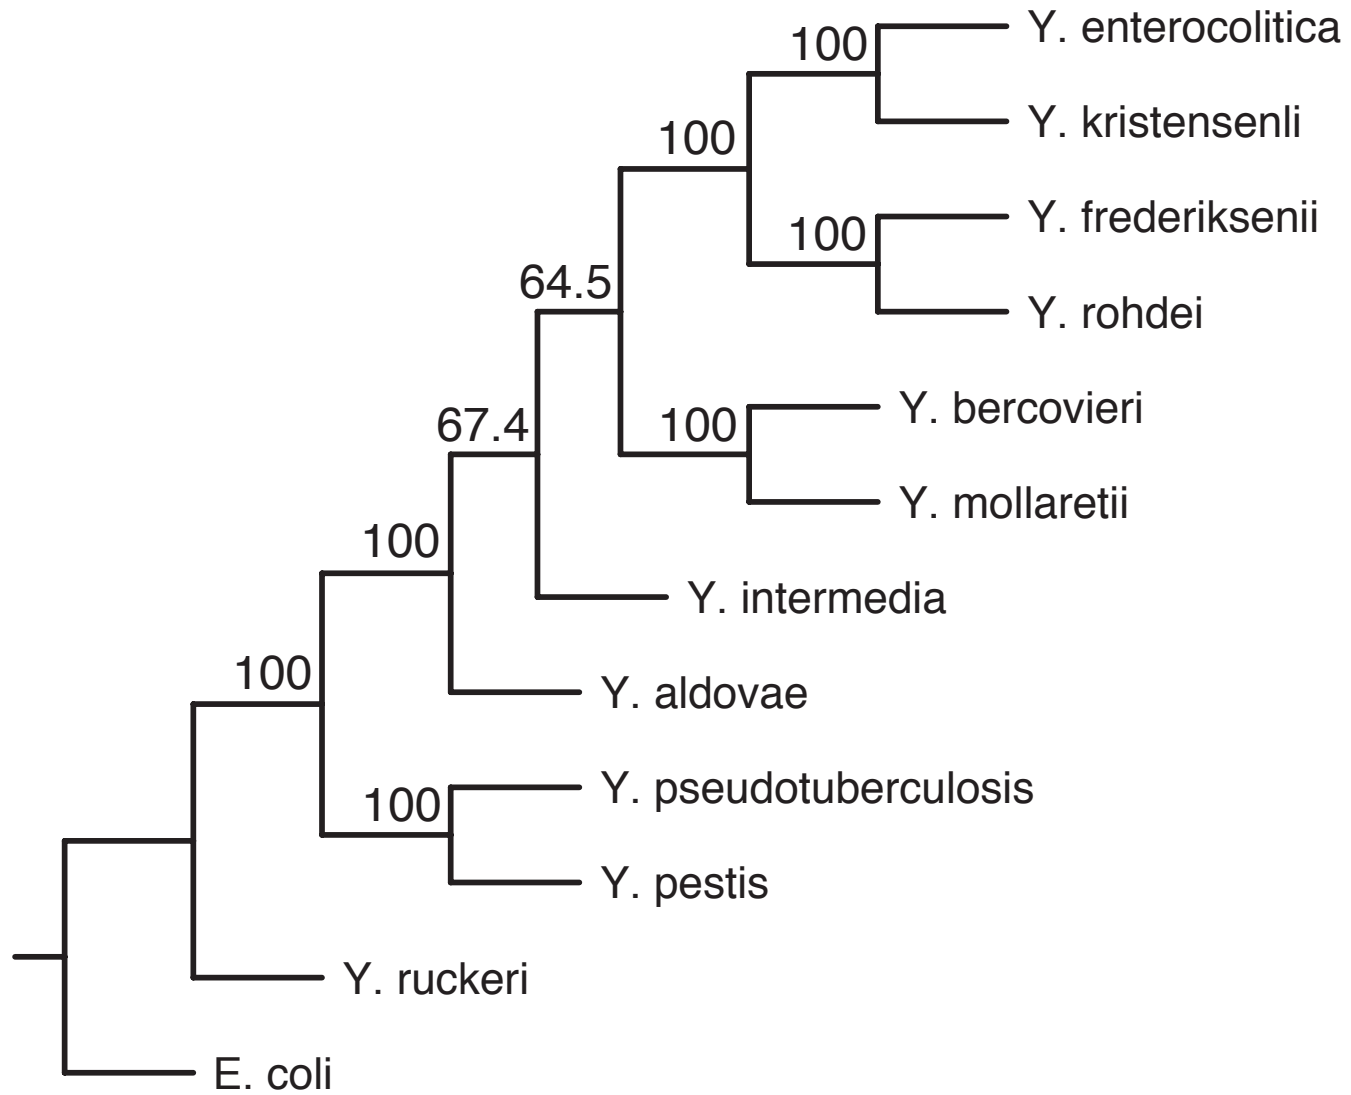 Y. enterocolitica
100
Y. kristensenli
100
Y. frederiksenii
100
64.5
Y. rohdei
Y. bercovieri
67.4
100
Y. mollaretii
100
Y. intermedia
100
Y. aldovae
Y. pseudotuberculosis
100
Y. pestis
Y. ruckeri
E. coli